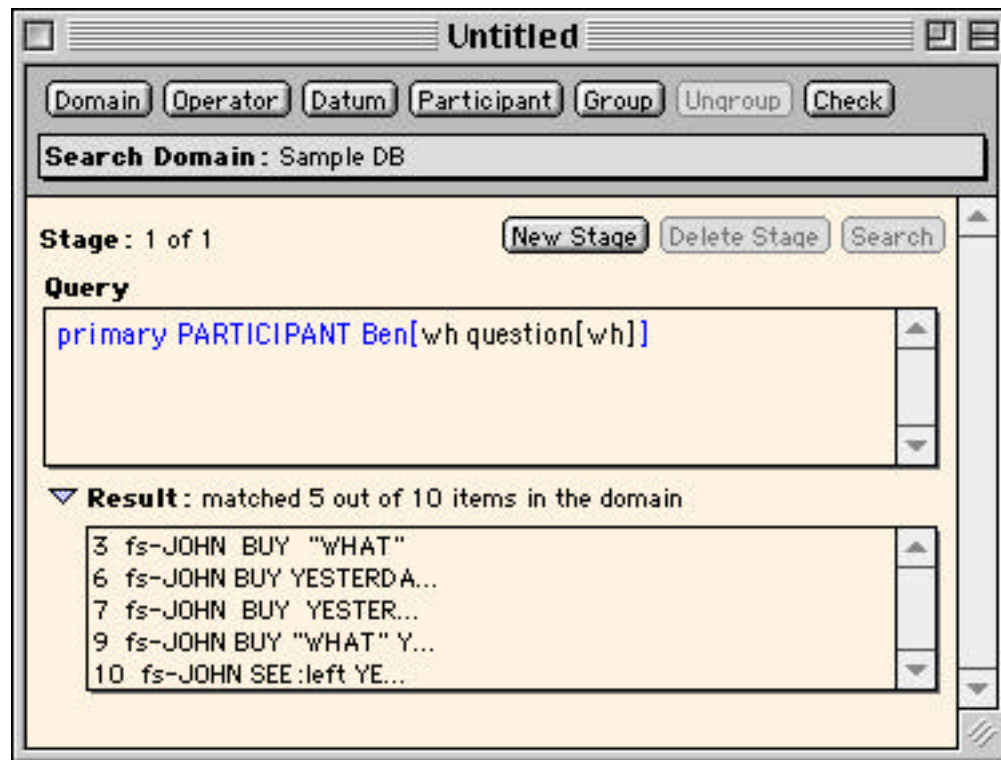 Untitled
Domain Operator Datum Participant Group Ungroup Check
Search Domain: Sample DB
Stage: 1 of 1 New Stage Delete Stage Search
Query
primary PARTICIPANT Ben[wh question[wh]]
Result: matched 5 out of 10 items in the domain
3 fs-JOHN BUY "WHAT"
6 fs-JOHN BUY YESTERDA...
7 fs-JOHN BUY YESTER...
9 fs-JOHN BUY "WHAT" Y...
10 fs-JOHN SEE:left YE...